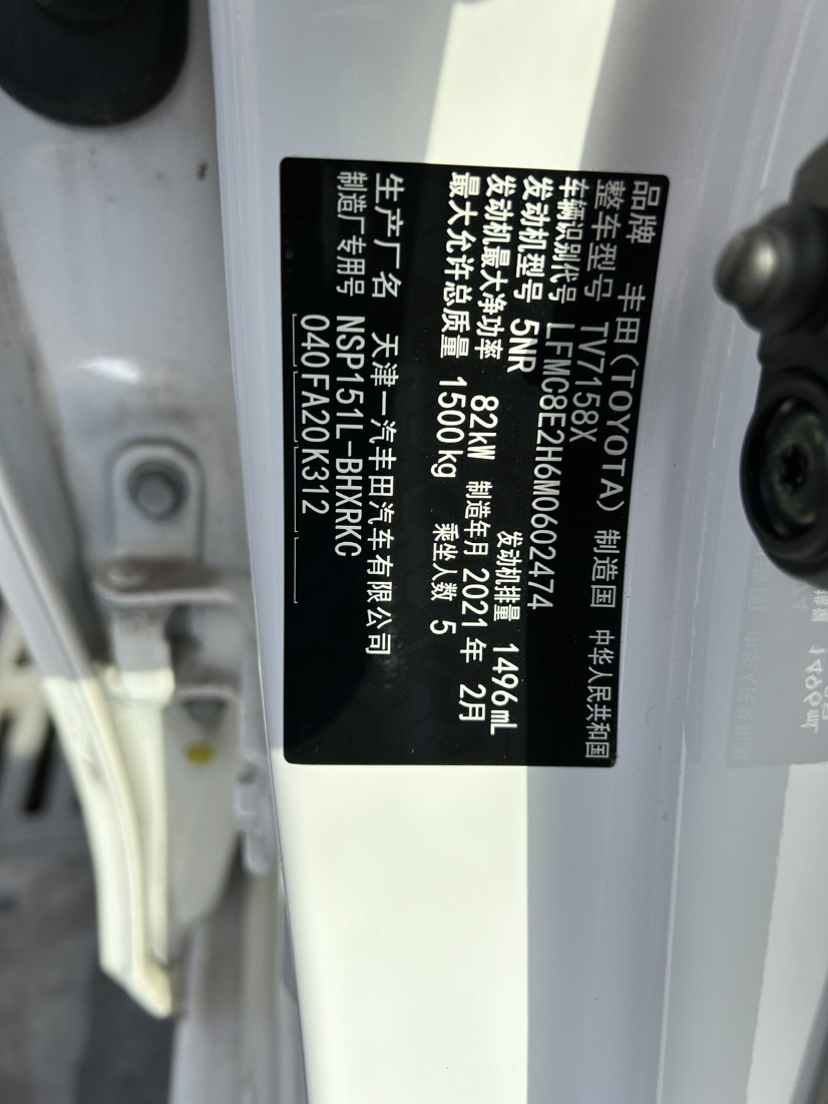 品牌 丰田(TOYOTA) 制造国 中华人民共和国
整车型号 TV7158X
车辆识别代号 LFMC8E2H6M0602474
发动机型号 5NR 发动机排量 1496mL
发动机最大净功率 82kW 制造年月 2021年 2月
最大允许总质量 1500kg 乘坐人数 5
生产厂名 天津一汽丰田汽车有限公司
制造厂专用号 NSP151L-BHXRKC
040FA20K312